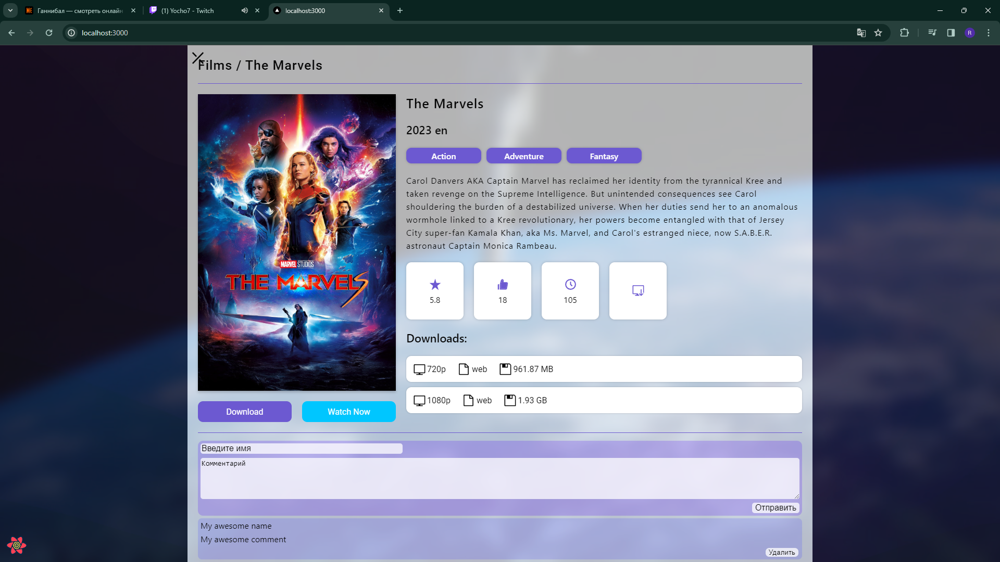 Ганнибал — смотреть онлайн
(1) Yocho7 - Twitch
localhost:3000
localhost:3000
R
Films / The Marvels
The Marvels
2023 en
Action
Adventure
Fantasy
Carol Danvers AKA Captain Marvel has reclaimed her identity from the tyrannical Kree and
taken revenge on the Supreme Intelligence. But unintended consequences see Carol
shouldering the burden of a destabilized universe. When her duties send her to an anomalous
wormhole linked to a Kree revolutionary, her powers become entangled with that of Jersey
City super-fan Kamala Khan, aka Ms. Marvel, and Carol's estranged niece, now S.A.B.E.R.
astronaut Captain Monica Rambeau.
MARVEL STUDIOS
THE MARVELS
5.8
18
105
Downloads:
720p web 961.87 MB
1080p web 1.93 GB
Download
Watch Now
Введите имя
Комментарий
Отправить
My awesome name
My awesome comment
Удалить